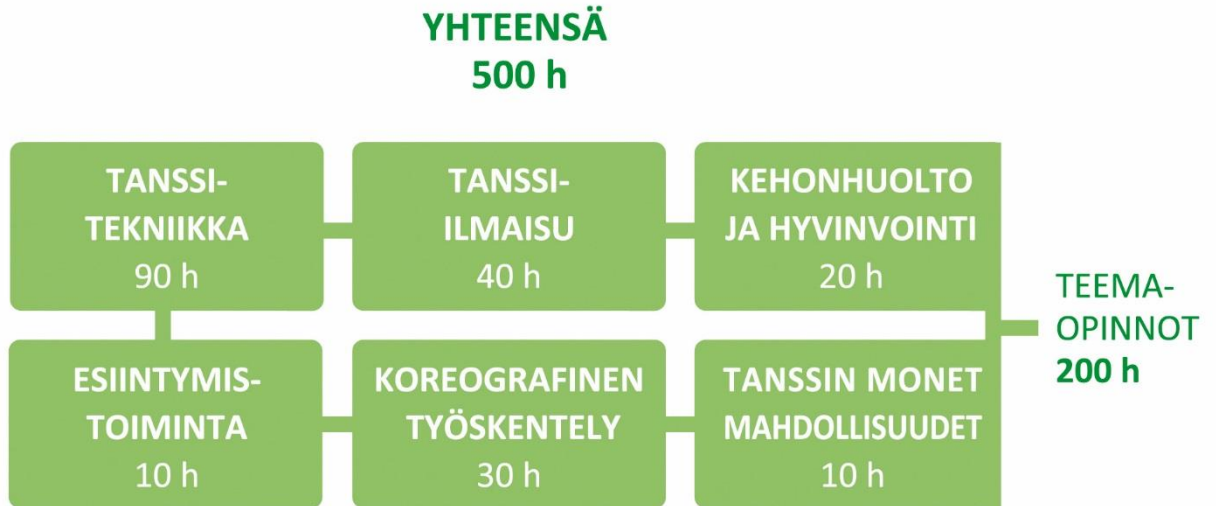 YHTEENSÄ
500 h
TANSSI-
TEKNIIKKA
90 h
TANSSI-
ILMAISU
40 h
KEHONHUOLTO
JA HYVINVOINTI
20 h
ESIINTYMIS-
TOIMINTA
10 h
KOREOGRAFINEN
TYÖSKENTELY
30 h
TANSSIN MONET
MAHDOLLISUUDET
10 h
TEEMA-
OPINNOT
200 h